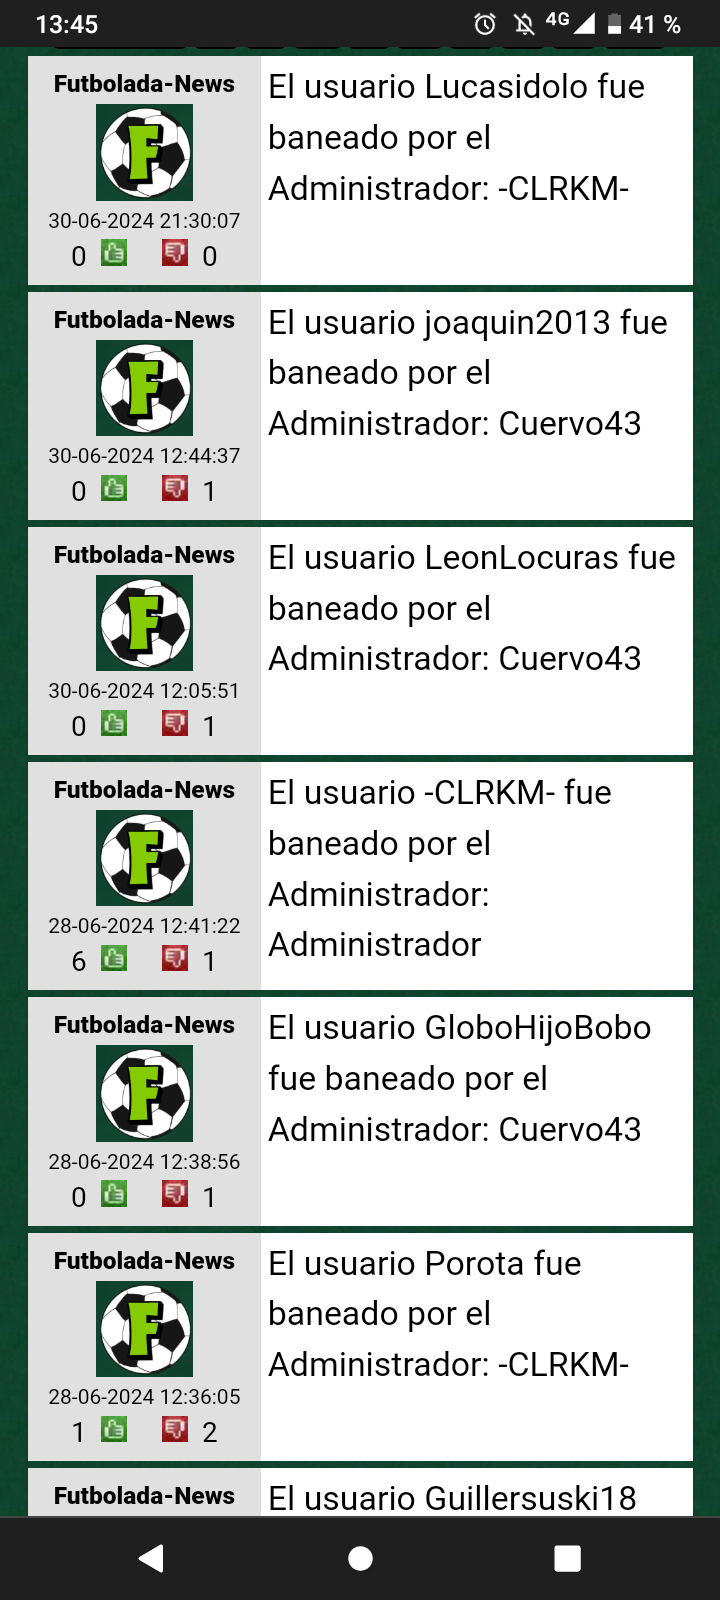 13:45 4G 41 %
Futbolada-News
F
30-06-2024 21:30:07
0 0
El usuario Lucasidolo fue
baneado por el
Administrador: -CLRKM-
Futbolada-News
F
30-06-2024 12:44:37
0 1
El usuario joaquin2013 fue
baneado por el
Administrador: Cuervo43
Futbolada-News
F
30-06-2024 12:05:51
0 1
El usuario LeonLocuras fue
baneado por el
Administrador: Cuervo43
Futbolada-News
F
28-06-2024 12:41:22
6 1
El usuario -CLRKM- fue
baneado por el
Administrador:
Administrador
Futbolada-News
F
28-06-2024 12:38:56
0 1
El usuario GloboHijoBobo
fue baneado por el
Administrador: Cuervo43
Futbolada-News
F
28-06-2024 12:36:05
1 2
El usuario Porota fue
baneado por el
Administrador: -CLRKM-
Futbolada-News
El usuario Guillersuski18